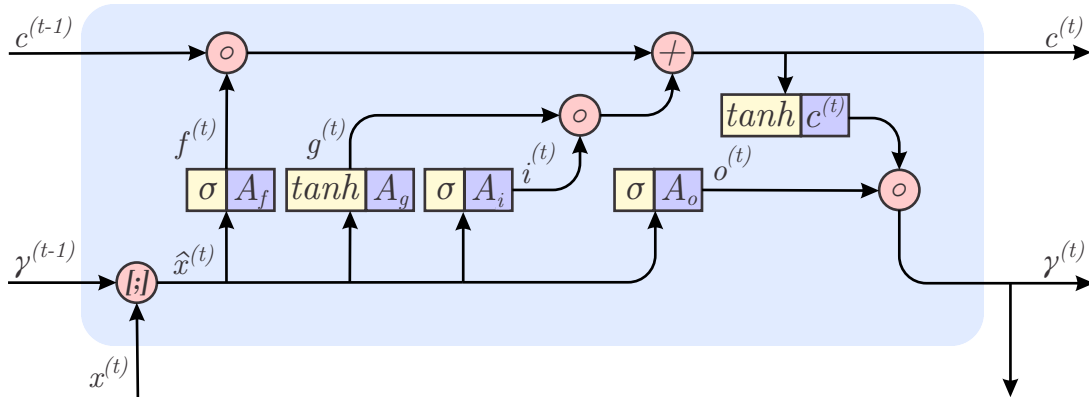 c^(t-1)
∘
+
c^(t)
tanh c^(t)
∘
f^(t)
g^(t)
i^(t)
o^(t)
σ A_f
tanh A_g
σ A_i
σ A_o
∘
γ^(t-1)
[;]
x̂^(t)
γ^(t)
x^(t)